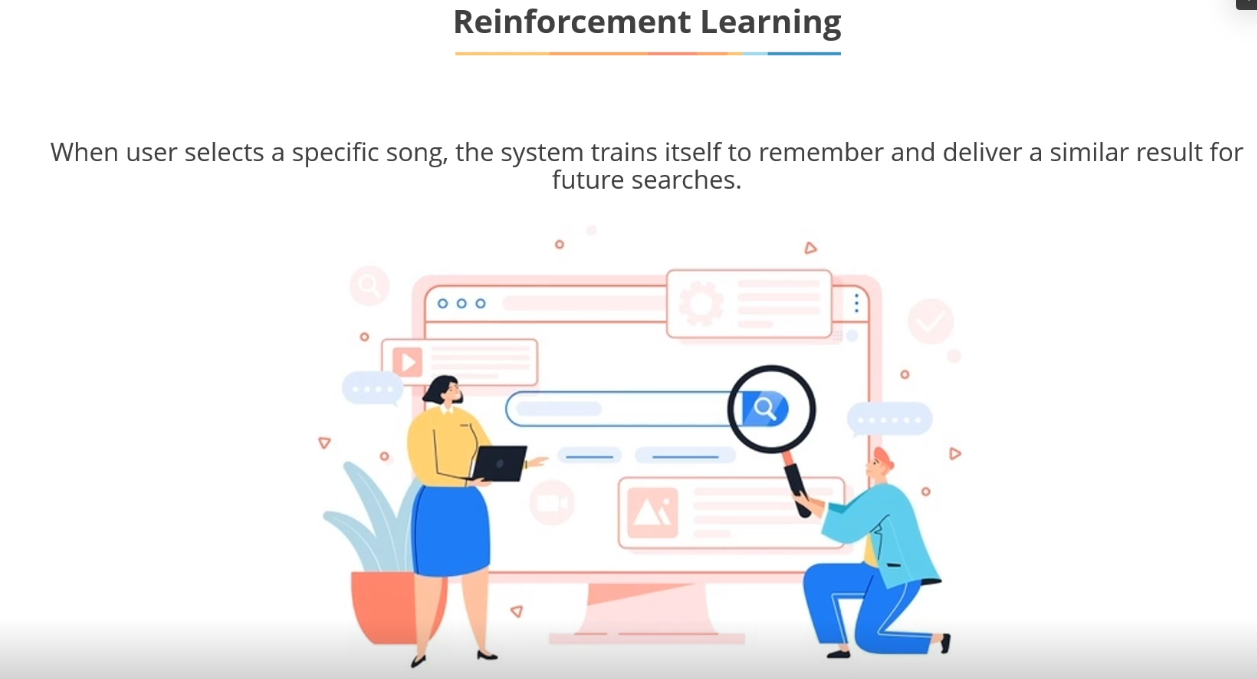 Reinforcement Learning
When user selects a specific song, the system trains itself to remember and deliver a similar result for
future searches.